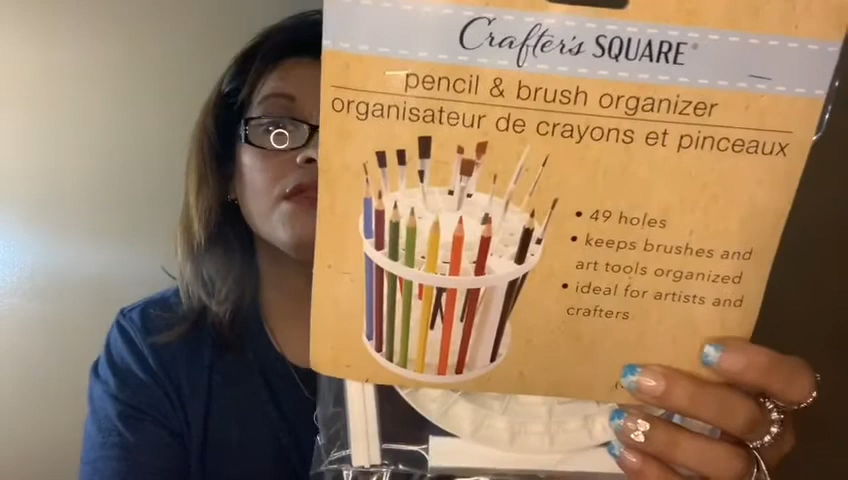 Crafter's SQUARE®
pencil & brush organizer
organisateur de crayons et pinceaux
• 49 holes
• keeps brushes and
art tools organized
• ideal for artists and
crafters